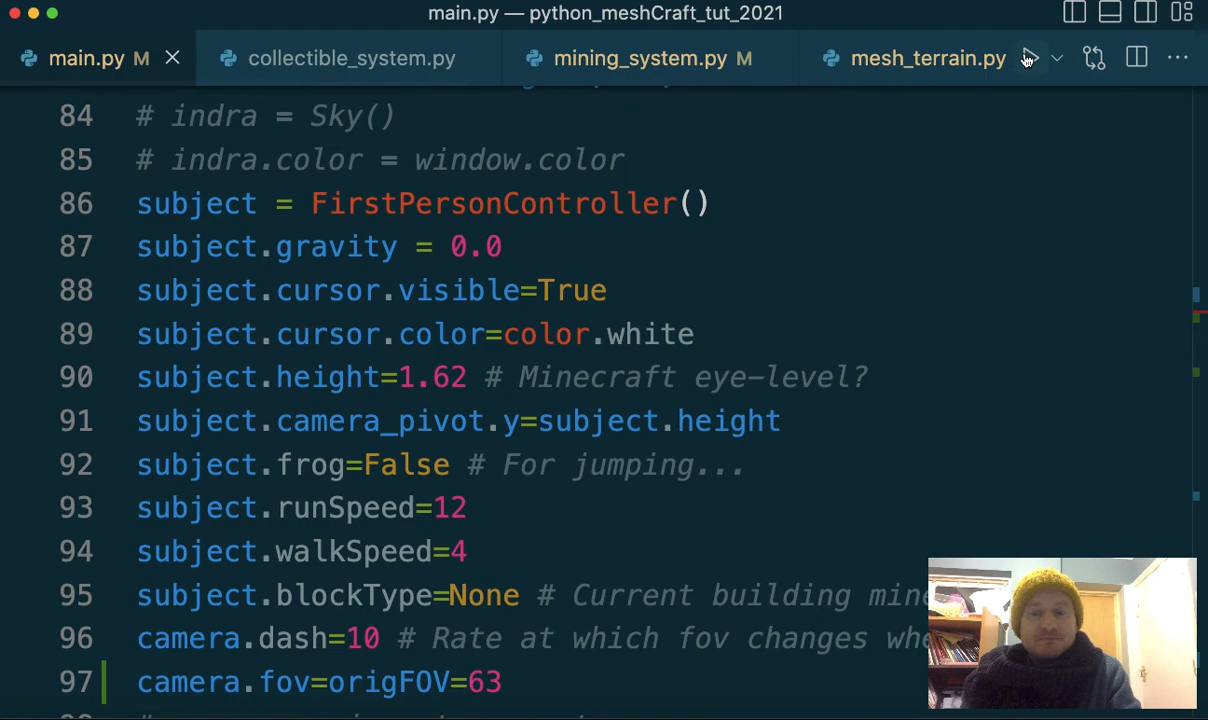 main.py — python_meshCraft_tut_2021
main.py M collectible_system.py mining_system.py M mesh_terrain.py
84 # indra = Sky()
85 # indra.color = window.color
86 subject = FirstPersonController()
87 subject.gravity = 0.0
88 subject.cursor.visible=True
89 subject.cursor.color=color.white
90 subject.height=1.62 # Minecraft eye-level?
91 subject.camera_pivot.y=subject.height
92 subject.frog=False # For jumping...
93 subject.runSpeed=12
94 subject.walkSpeed=4
95 subject.blockType=None # Current building
96 camera.dash=10 # Rate at which fov changes
97 camera.fov=origFOV=63